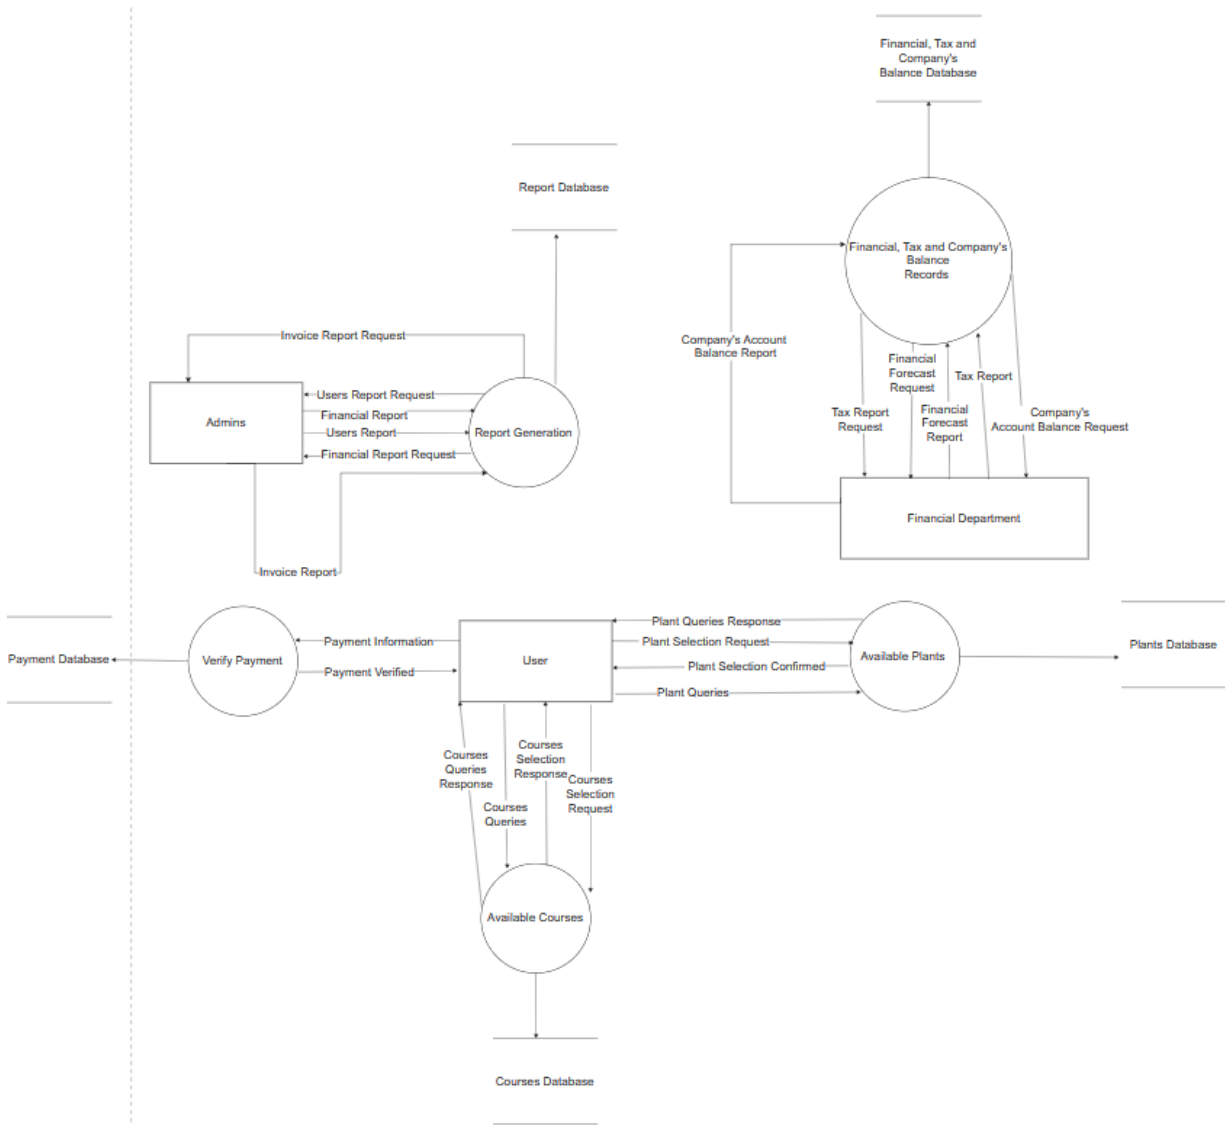 Financial, Tax and
Company's
Balance Database
Report Database
Financial, Tax and Company's
Balance
Records
Invoice Report Request
Company's Account
Balance Report
Financial
Forecast
Request
Tax Report
Users Report Request
Financial Report
Users Report
Financial Report Request
Admins
Report Generation
Tax Report
Request
Financial
Forecast
Report
Company's
Account Balance Request
Financial Department
Invoice Report
Payment Database
Verify Payment
Payment Information
Payment Verified
User
Plant Queries Response
Plant Selection Request
Plant Selection Confirmed
Plant Queries
Available Plants
Plants Database
Courses
Queries
Response
Courses
Queries
Courses
Selection
Response
Courses
Selection
Request
Available Courses
Courses Database